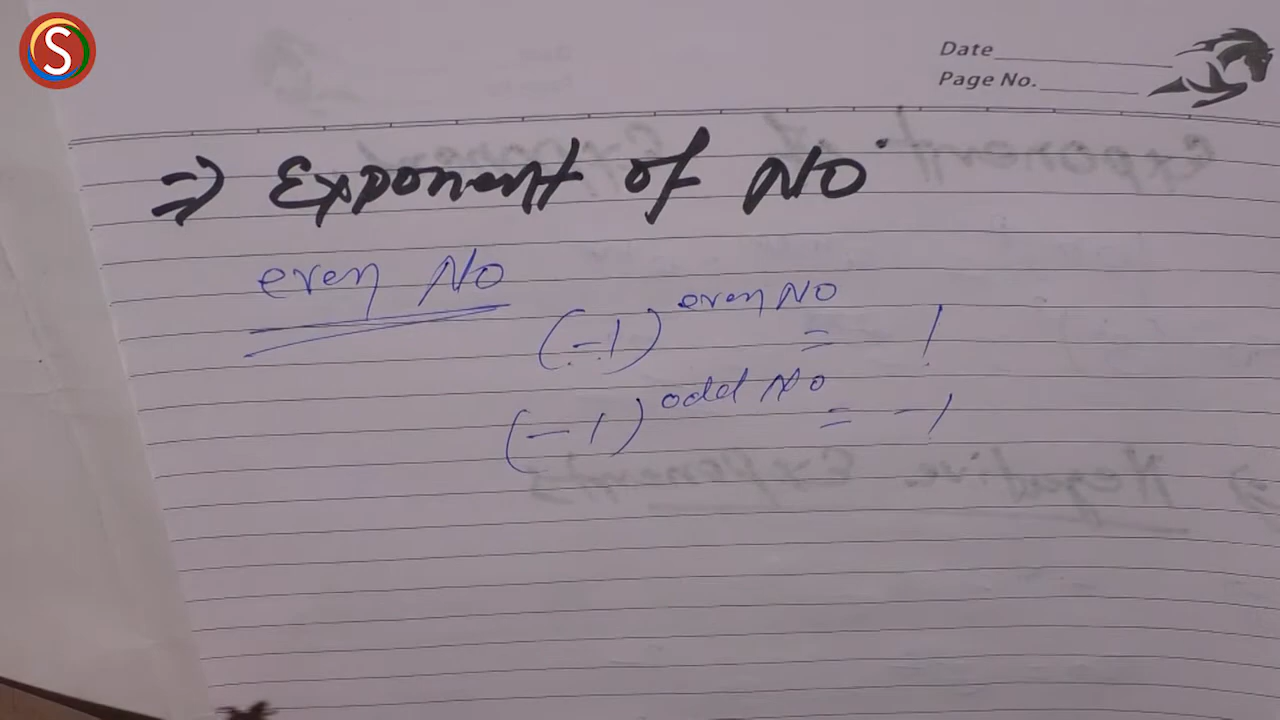 S
Date
Page No.
⇒ Exponent of No.
even No
(-1)^even No = 1
(-1)^odd No = -1